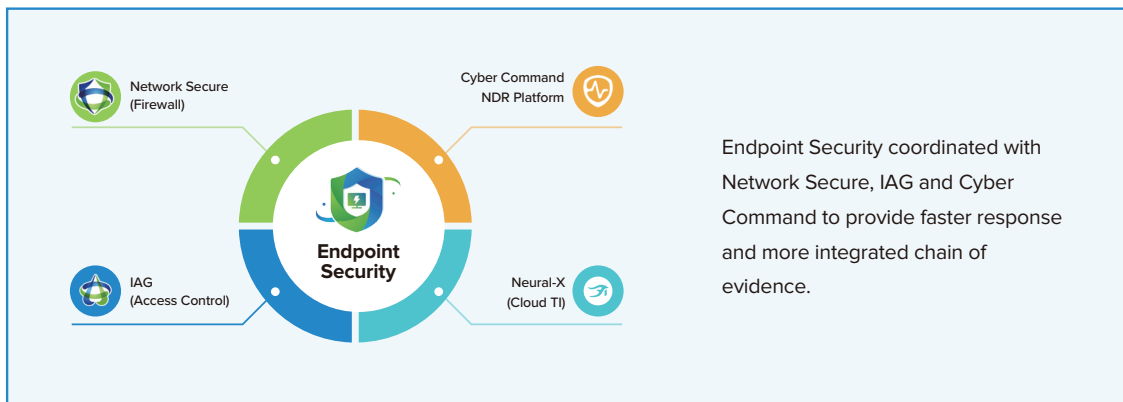 Network Secure
(Firewall)
Cyber Command
NDR Platform
Endpoint
Security
IAG
(Access Control)
Neural-X
(Cloud TI)
Endpoint Security coordinated with
Network Secure, IAG and Cyber
Command to provide faster response
and more integrated chain of
evidence.